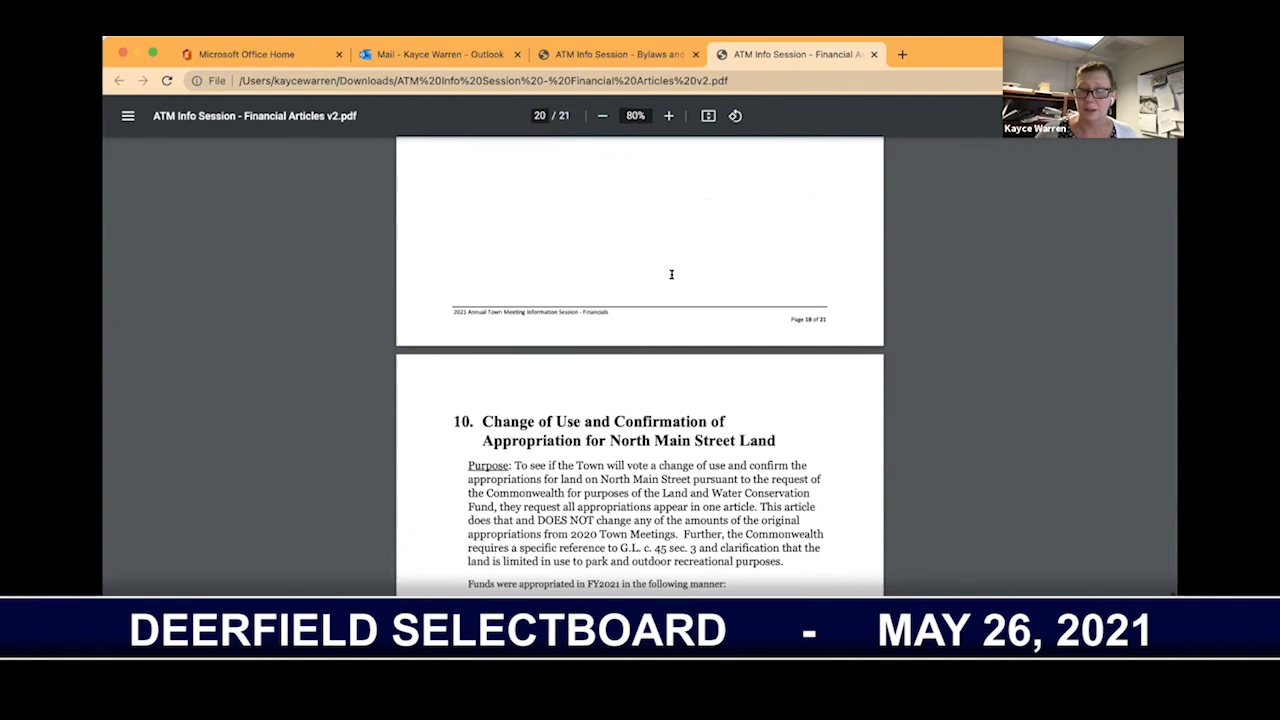 Microsoft Office Home
Mail - Kayce Warren - Outlook
ATM Info Session - Bylaws and
ATM Info Session - Financial A
File
/Users/kaycewarren/Downloads/ATM%20Info%20Session%20-%20Financial%20Articles%20v2.pdf
ATM Info Session - Financial Articles v2.pdf
20 / 21
80%
Kayce Warren
2021 Annual Town Meeting Information Session - Financials
Page 19 of 21
10. Change of Use and Confirmation of
Appropriation for North Main Street Land
Purpose: To see if the Town will vote a change of use and confirm the
appropriations for land on North Main Street pursuant to the request of
the Commonwealth for purposes of the Land and Water Conservation
Fund, they request all appropriations appear in one article. This article
does that and DOES NOT change any of the amounts of the original
appropriations from 2020 Town Meetings. Further, the Commonwealth
requires a specific reference to G.L. c. 45 sec. 3 and clarification that the
land is limited in use to park and outdoor recreational purposes.
Funds were appropriated in FY2021 in the following manner:
DEERFIELD SELECTBOARD - MAY 26, 2021